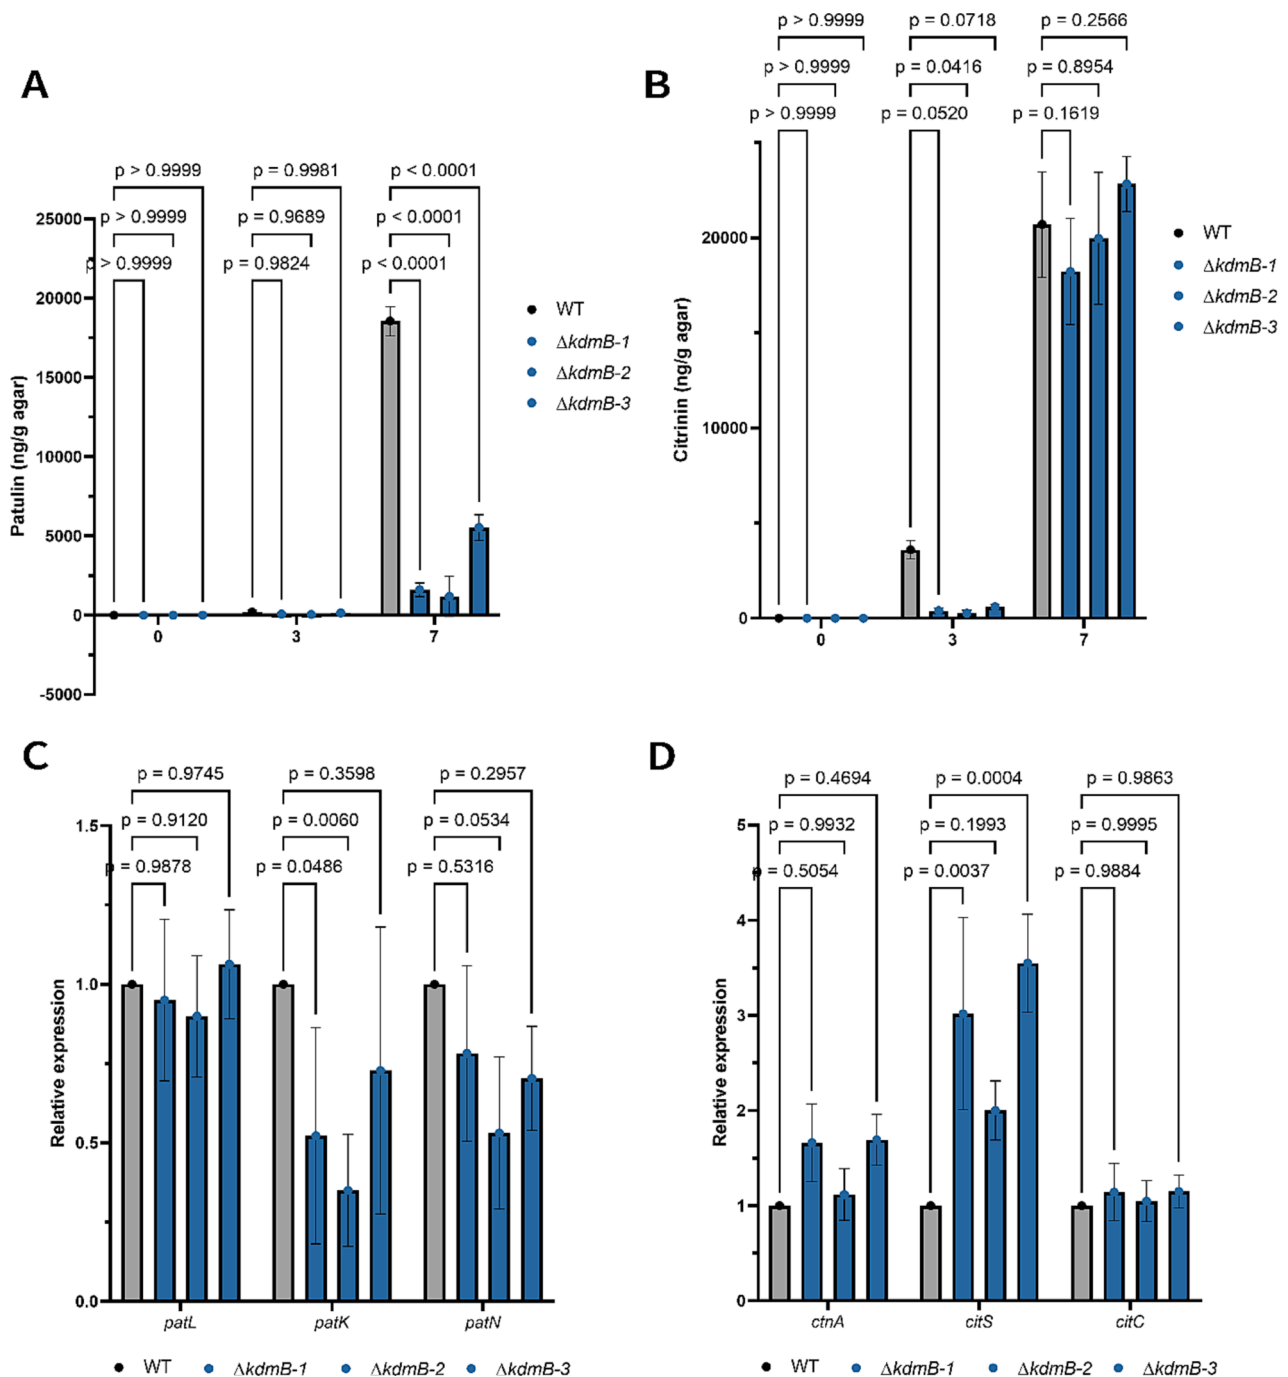 A
p > 0.9999 p = 0.9981 p < 0.0001
p > 0.9999 p = 0.9689 p < 0.0001
p > 0.9999 p = 0.9824 p < 0.0001
25000
20000
15000
10000
5000
0
-5000
Patulin (ng/g agar)
0 3 7
WT
ΔkdmB-1
ΔkdmB-2
ΔkdmB-3
B
p > 0.9999 p = 0.0718 p = 0.2566
p > 0.9999 p = 0.0416 p = 0.8954
p > 0.9999 p = 0.0520 p = 0.1619
20000
10000
0
Citrinin (ng/g agar)
0 3 7
WT
ΔkdmB-1
ΔkdmB-2
ΔkdmB-3
C
p = 0.9745 p = 0.3598 p = 0.2957
p = 0.9120 p = 0.0060 p = 0.0534
p = 0.9878 p = 0.0486 p = 0.5316
1.5
1.0
0.5
0.0
Relative expression
patL patK patN
WT ΔkdmB-1 ΔkdmB-2 ΔkdmB-3
D
p = 0.4694 p = 0.0004 p = 0.9863
p = 0.9932 p = 0.1993 p = 0.9995
p = 0.5054 p = 0.0037 p = 0.9884
5
4
3
2
1
0
Relative expression
ctnA citS citC
WT ΔkdmB-1 ΔkdmB-2 ΔkdmB-3